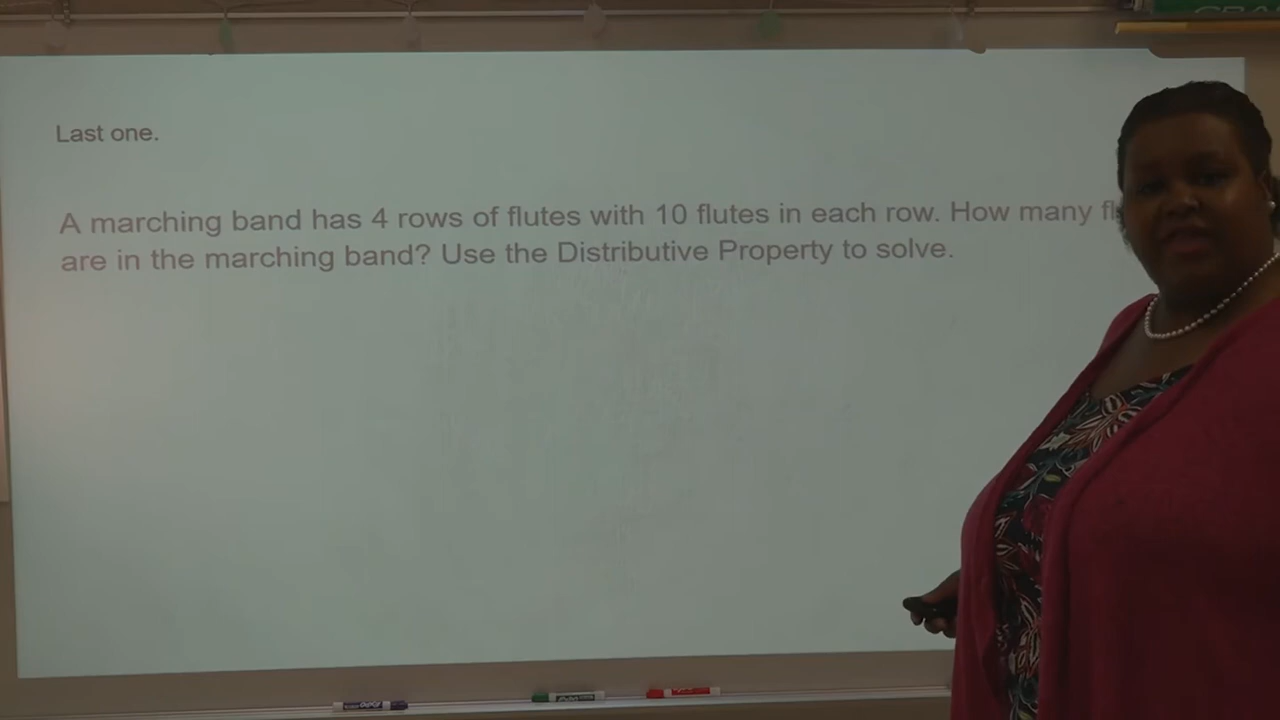 Last one.
A marching band has 4 rows of flutes with 10 flutes in each row. How many
are in the marching band? Use the Distributive Property to solve.